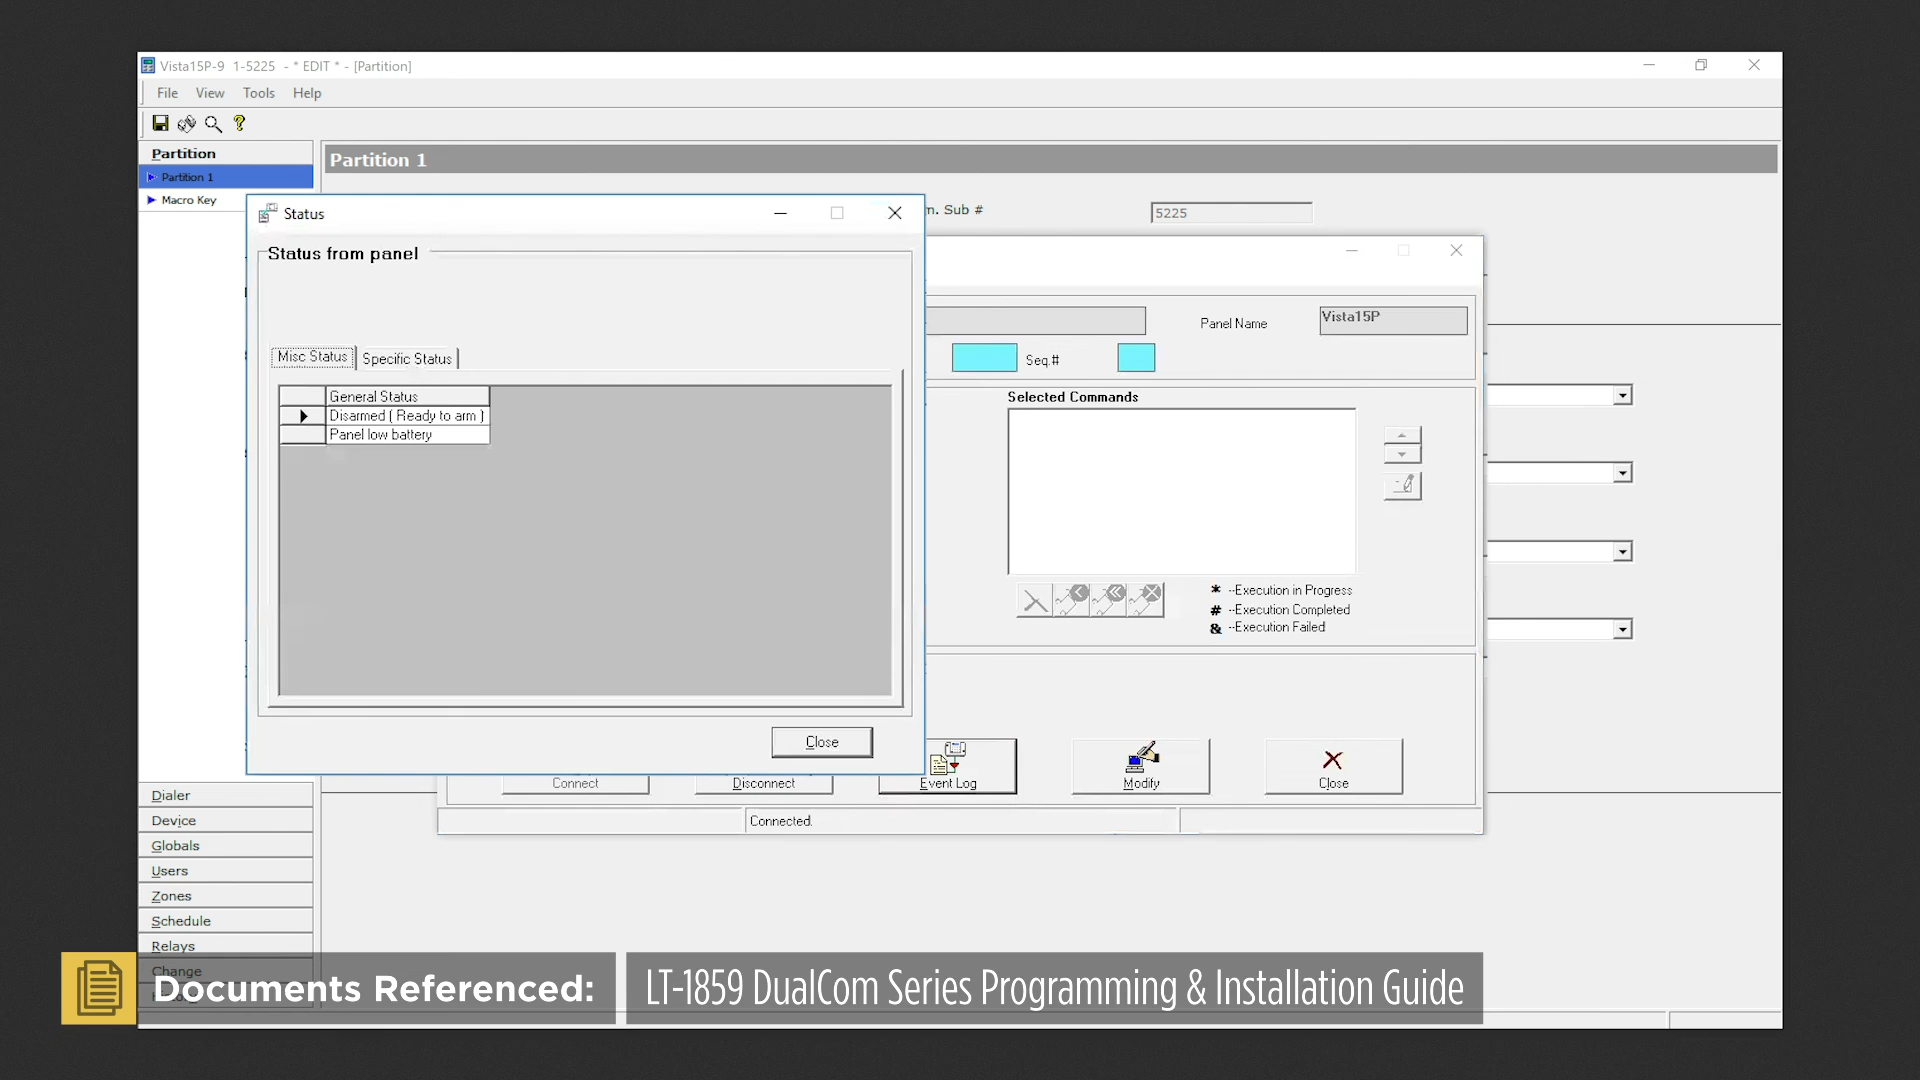 Vista15P-9 1-5225 - * EDIT * - [Partition]
File View Tools Help
Partition
Partition 1
Partition 1
Macro Key
Status
m. Sub #
5225
Status from panel
Panel Name
Vista15P
Misc Status
Specific Status
Seq.#
General Status
Disarmed ( Ready to arm )
Panel low battery
Selected Commands
* --Execution in Progress
# --Execution Completed
& --Execution Failed
Close
Connect
Disconnect
Event Log
Modify
Close
Connected.
Dialer
Device
Globals
Users
Zones
Schedule
Relays
Change
Documents Referenced:
LT-1859 DualCom Series Programming & Installation Guide